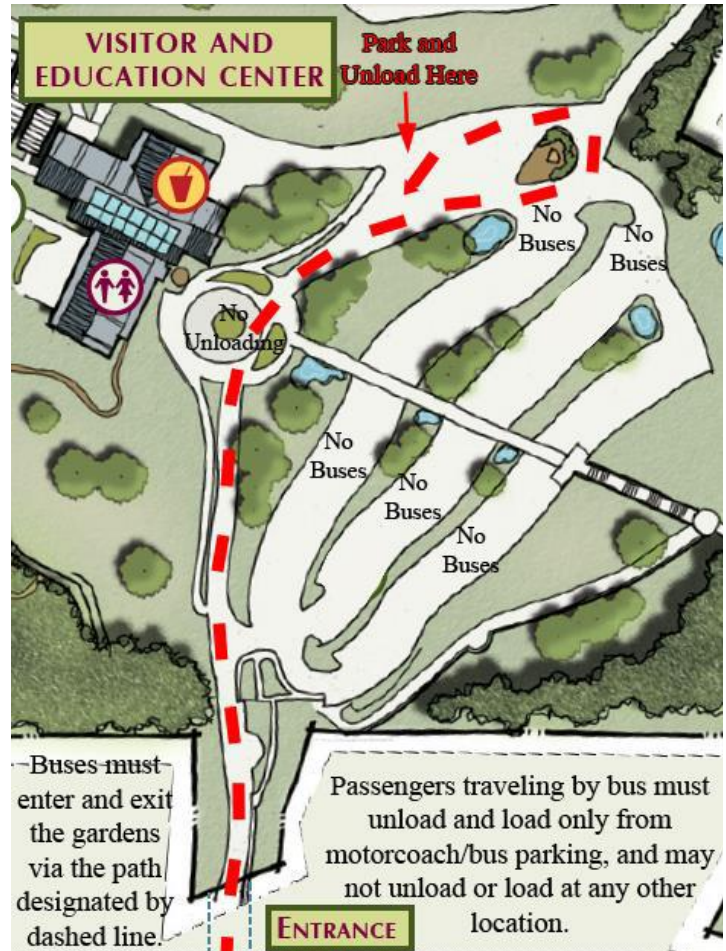 VISITOR AND
EDUCATION CENTER
Park and
Unload Here
No
Buses
No
Buses
No
Unloading
No
Buses
No
Buses
No
Buses
Buses must
enter and exit
the gardens
via the path
designated by
dashed line.
Passengers traveling by bus must
unload and load only from
motorcoach/bus parking, and may
not unload or load at any other
location.
ENTRANCE